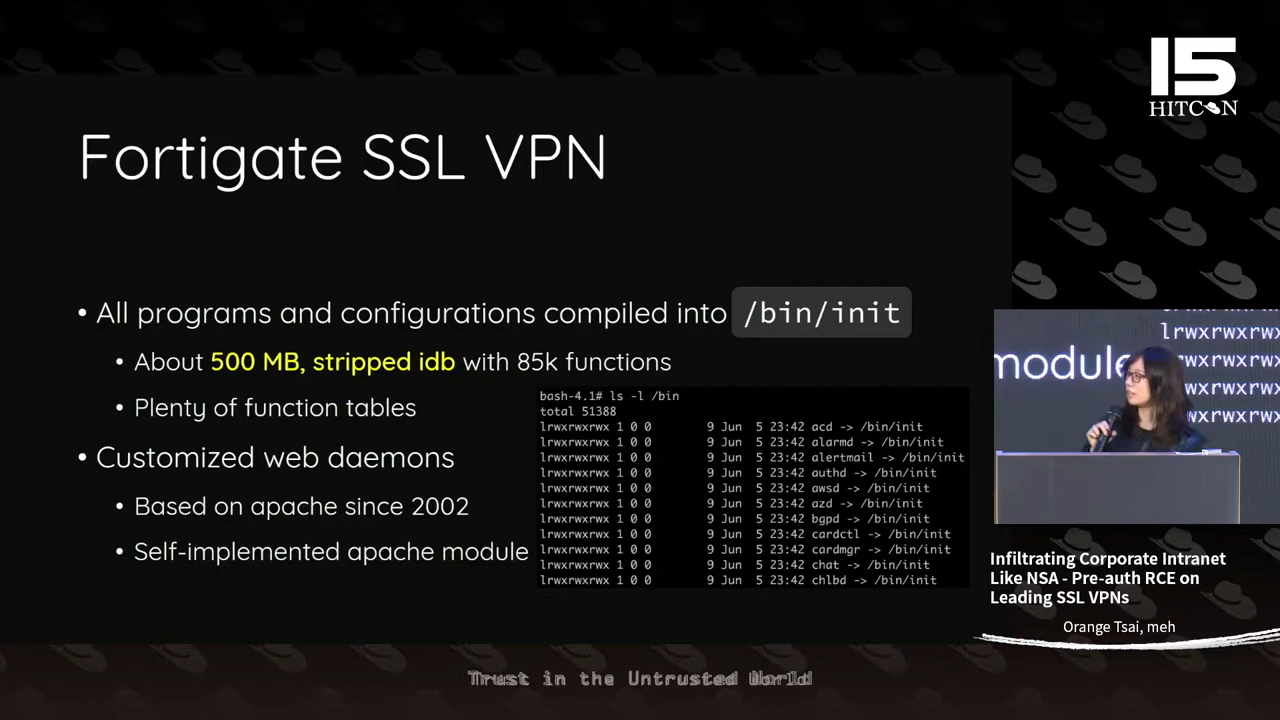 15
HITCON
Fortigate SSL VPN
• All programs and configurations compiled into /bin/init
• About 500 MB, stripped idb with 85k functions
• Plenty of function tables
• Customized web daemons
• Based on apache since 2002
• Self-implemented apache module
bash-4.1# ls -l /bin
total 51388
lrwxrwxrwx 1 0 0 9 Jun 5 23:42 acd -> /bin/init
lrwxrwxrwx 1 0 0 9 Jun 5 23:42 alarmd -> /bin/init
lrwxrwxrwx 1 0 0 9 Jun 5 23:42 alertmail -> /bin/init
lrwxrwxrwx 1 0 0 9 Jun 5 23:42 authd -> /bin/init
lrwxrwxrwx 1 0 0 9 Jun 5 23:42 awsd -> /bin/init
lrwxrwxrwx 1 0 0 9 Jun 5 23:42 azd -> /bin/init
lrwxrwxrwx 1 0 0 9 Jun 5 23:42 bgpd -> /bin/init
lrwxrwxrwx 1 0 0 9 Jun 5 23:42 cardctl -> /bin/init
lrwxrwxrwx 1 0 0 9 Jun 5 23:42 cardmgr -> /bin/init
lrwxrwxrwx 1 0 0 9 Jun 5 23:42 chat -> /bin/init
lrwxrwxrwx 1 0 0 9 Jun 5 23:42 chlbd -> /bin/init
module
lrwxrwxrwx
lrwxrwxrwx
lrwxrwx
rwxrwx
rwxrwx
Infiltrating Corporate Intranet
Like NSA - Pre-auth RCE on
Leading SSL VPNs
Orange Tsai, meh
Trust in the Untrusted World